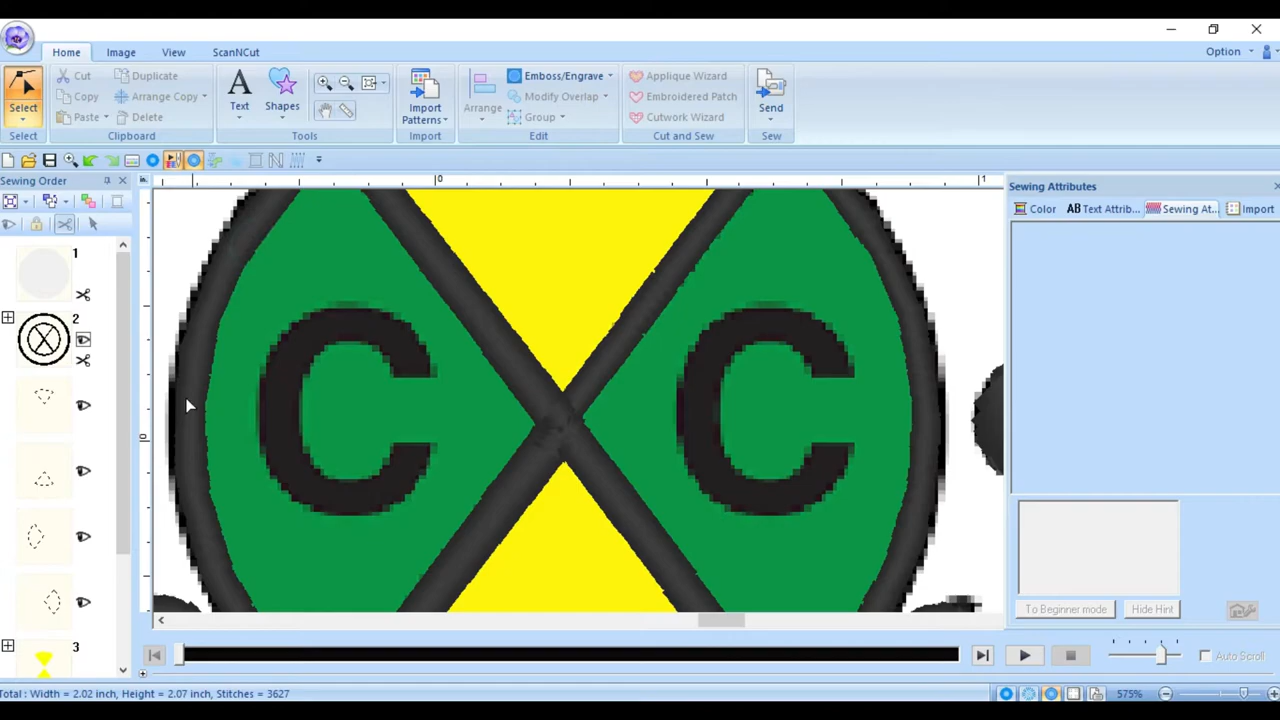 Option
Home Image View ScanNCut
Cut Duplicate Emboss/Engrave Applique Wizard
Copy Arrange Copy Modify Overlap Embroidered Patch
Select Paste Delete Text Shapes Import Patterns Arrange Group Cutwork Wizard Send
Select Clipboard Tools Import Edit Cut and Sew Sew
Sewing Order
0 1
Sewing Attributes
Color AB Text Attrib... Sewing At... Import
1
2
3
0
C C
To Beginner mode Hide Hint
Auto Scroll
Total : Width = 2.02 inch, Height = 2.07 inch, Stitches = 3627
575%